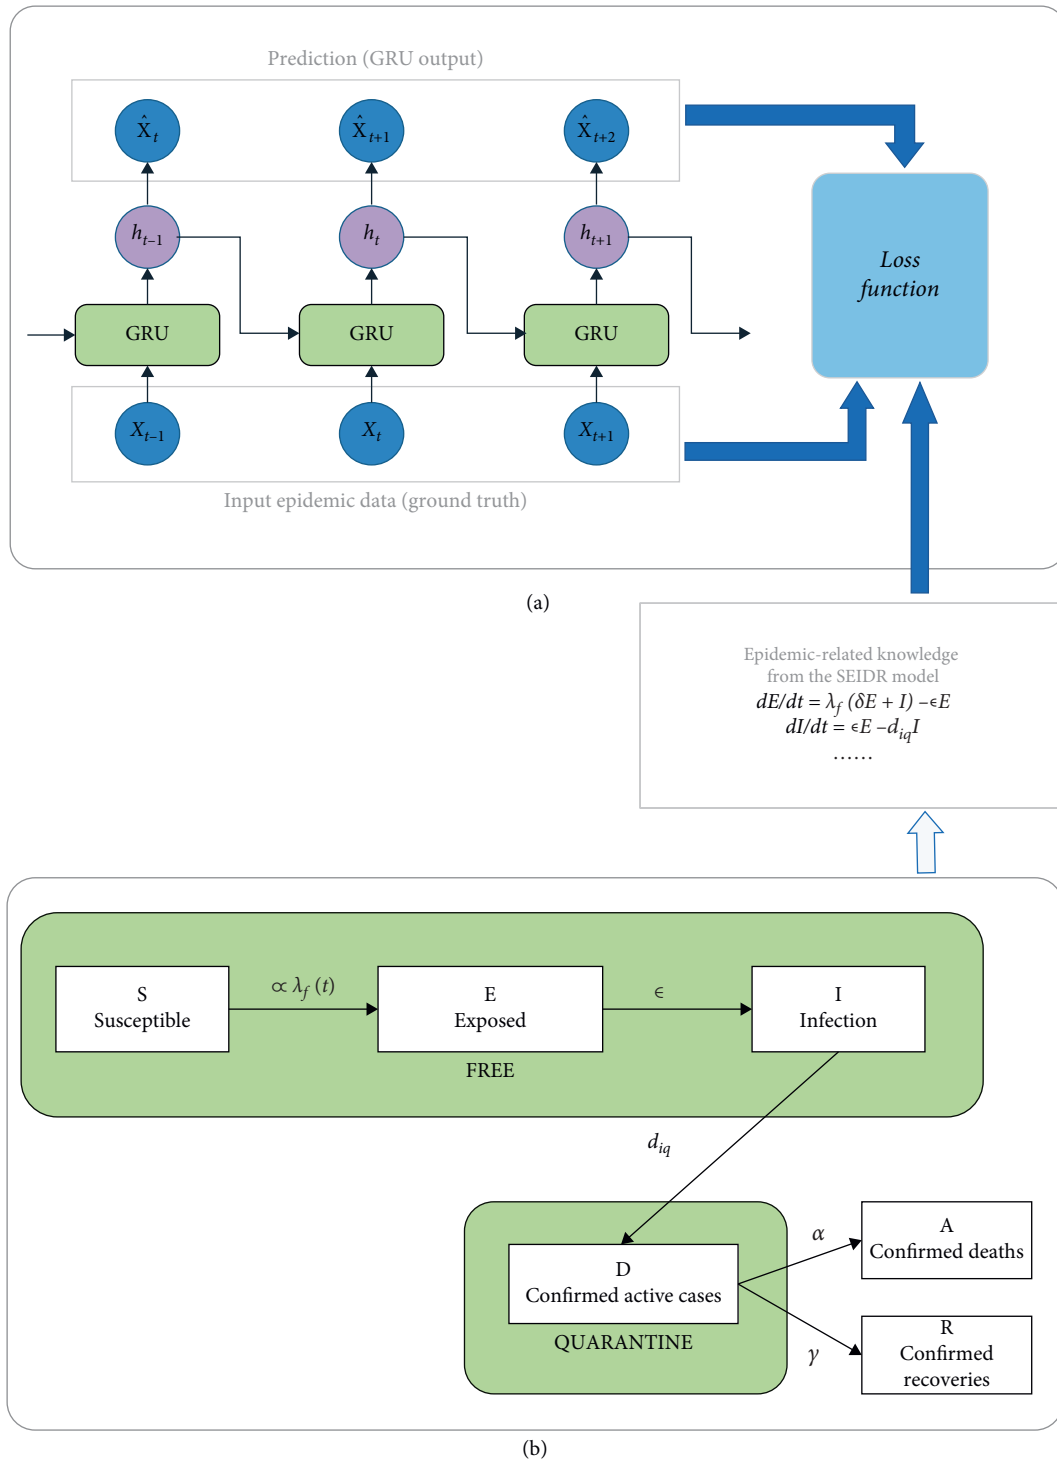 Prediction (GRU output)
X̂t X̂t+1 X̂t+2
ht–1 ht ht+1
Loss
function
GRU GRU GRU
Xt–1 Xt Xt+1
Input epidemic data (ground truth)
(a)
Epidemic-related knowledge
from the SEIDR model
dE/dt = λf (δE + I) –ϵE
dI/dt = ϵE –diqI
......
S
Susceptible
∝ λf (t)
E
Exposed
ϵ
I
Infection
FREE
diq
D
Confirmed active cases
QUARANTINE
α
A
Confirmed deaths
γ
R
Confirmed
recoveries
(b)